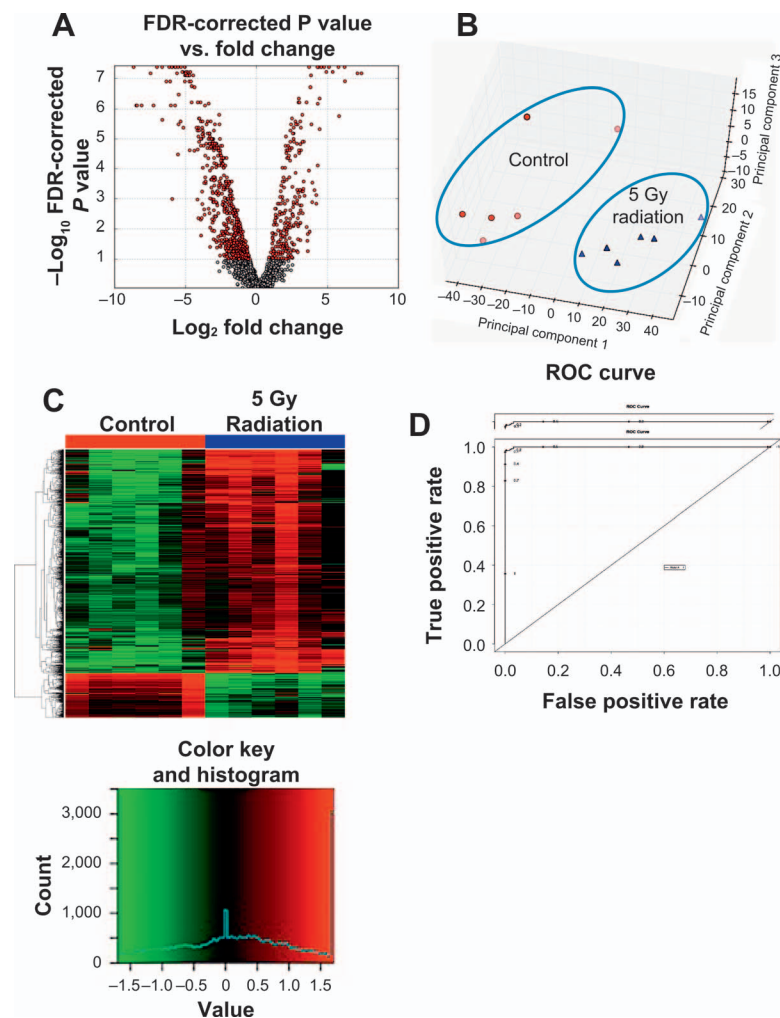 A
FDR-corrected P value
vs. fold change
7
6
5
4
3
2
1
–Log10 FDR-corrected
P value
–10 –5 0 5 10
Log2 fold change
B
Control
5 Gy
radiation
Principal component 3
15
10
5
0
–5
–10
30
20
10
0
–10
Principal component 2
–40 –30 –20 –10 0 10 20 30 40
Principal component 1
C
Control
5 Gy
Radiation
Color key
and histogram
3,000
2,000
1,000
0
Count
–1.5 –1.0 –0.5 0 0.5 1.0 1.5
Value
ROC curve
D
ROC Curve
ROC Curve
1.0
0.8
0.6
0.4
0.2
0.0
True positive rate
0.0 0.2 0.4 0.6 0.8 1.0
False positive rate